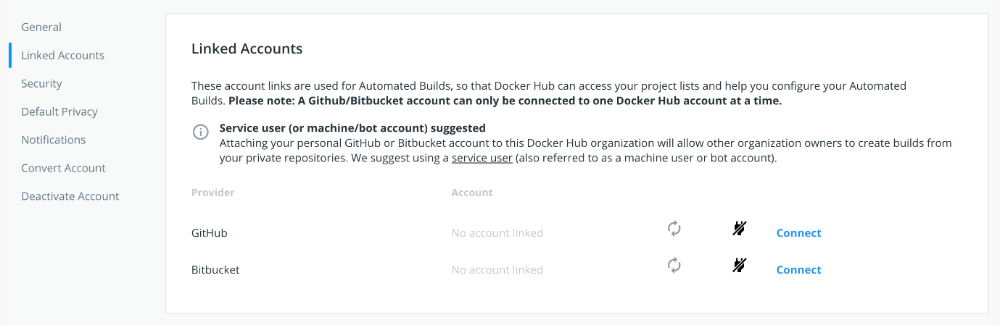 General
Linked Accounts
Security
Default Privacy
Notifications
Convert Account
Deactivate Account
Linked Accounts
These account links are used for Automated Builds, so that Docker Hub can access your project lists and help you configure your Automated
Builds. Please note: A Github/Bitbucket account can only be connected to one Docker Hub account at a time.
Service user (or machine/bot account) suggested
Attaching your personal GitHub or Bitbucket account to this Docker Hub organization will allow other organization owners to create builds from
your private repositories. We suggest using a service user (also referred to as a machine user or bot account).
Provider Account
GitHub No account linked Connect
Bitbucket No account linked Connect